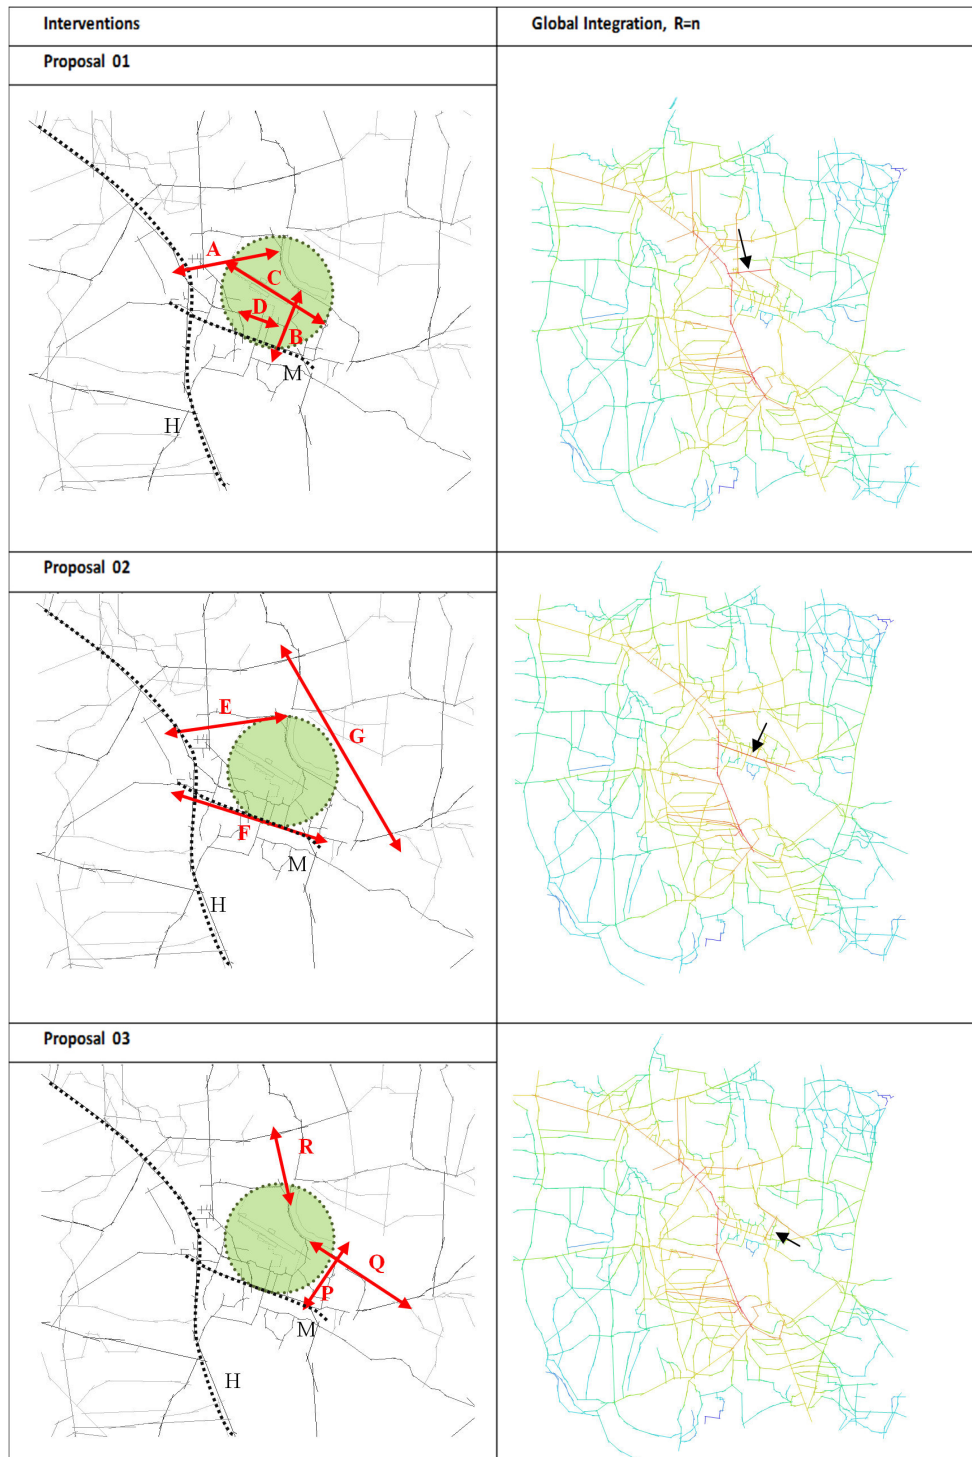 Interventions
Global Integration, R=n
Proposal 01
A
C
D
B
M
H
Proposal 02
E
G
F
M
H
Proposal 03
R
Q
P
M
H